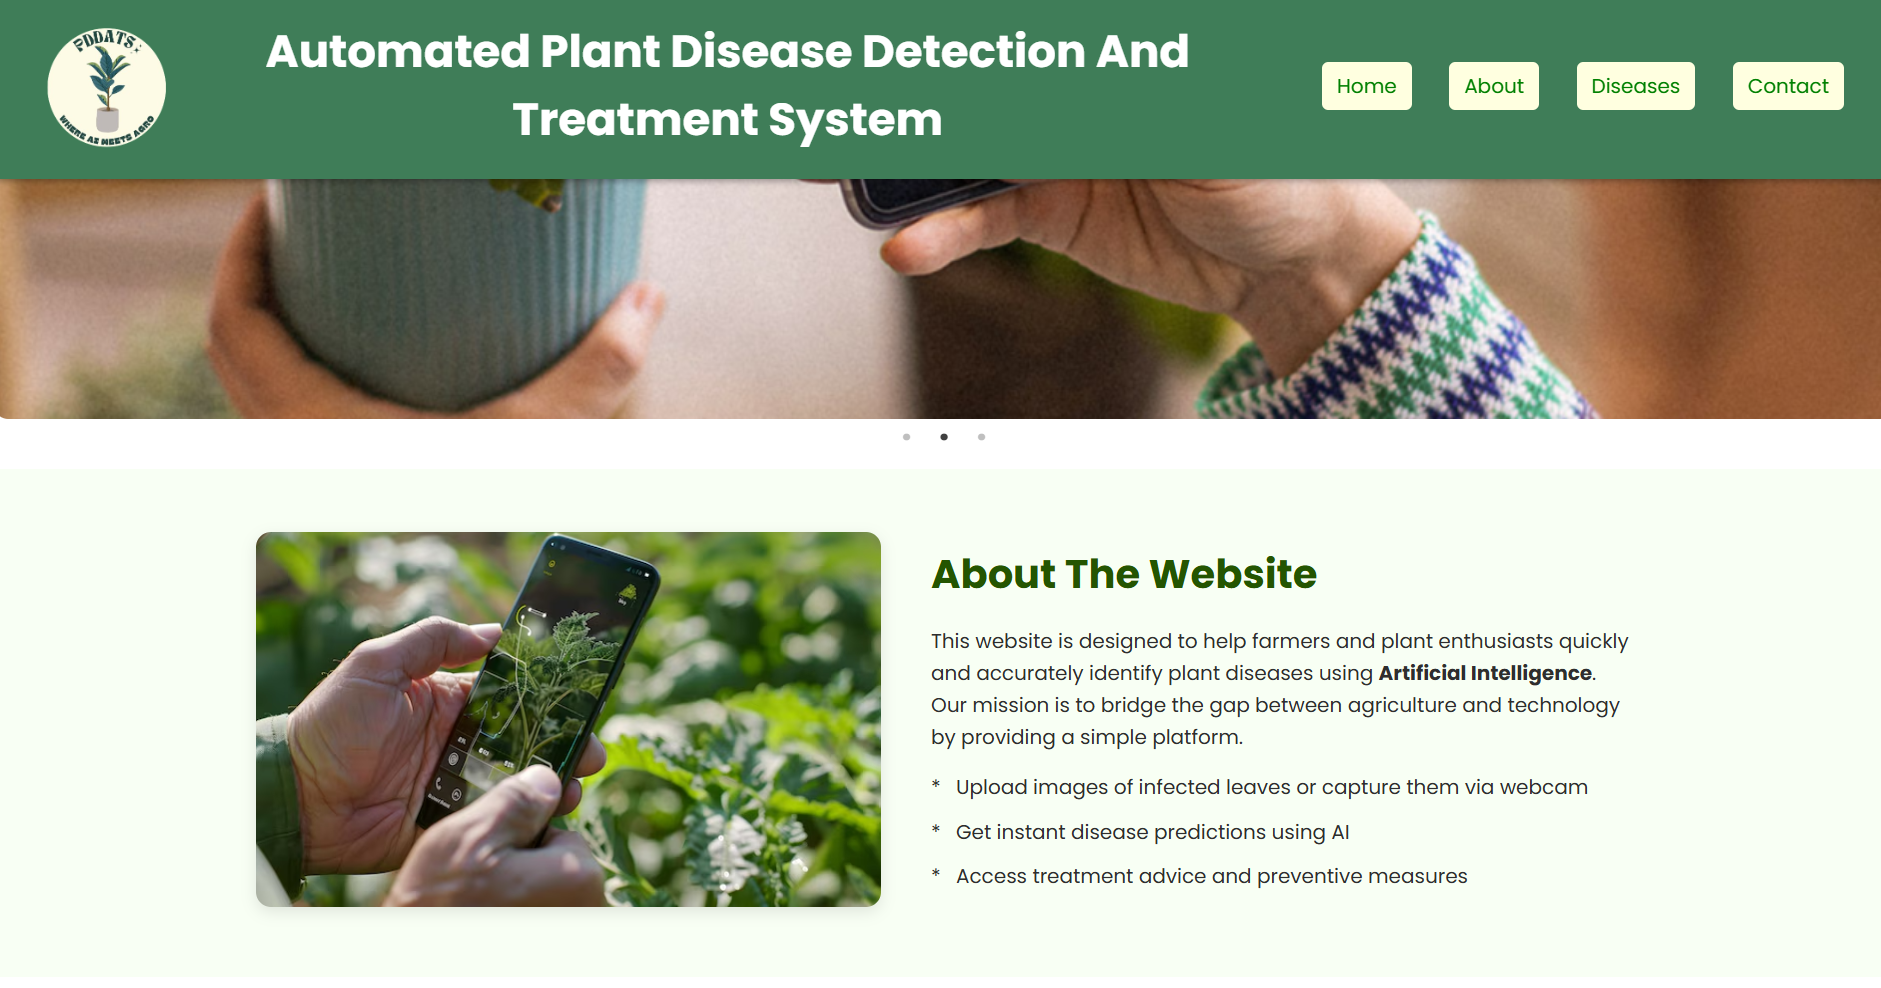 PDDATS
WHERE AI MEETS AGRO
Automated Plant Disease Detection And
Treatment System
Home
About
Diseases
Contact
About The Website
This website is designed to help farmers and plant enthusiasts quickly
and accurately identify plant diseases using Artificial Intelligence.
Our mission is to bridge the gap between agriculture and technology
by providing a simple platform.
* Upload images of infected leaves or capture them via webcam
* Get instant disease predictions using AI
* Access treatment advice and preventive measures